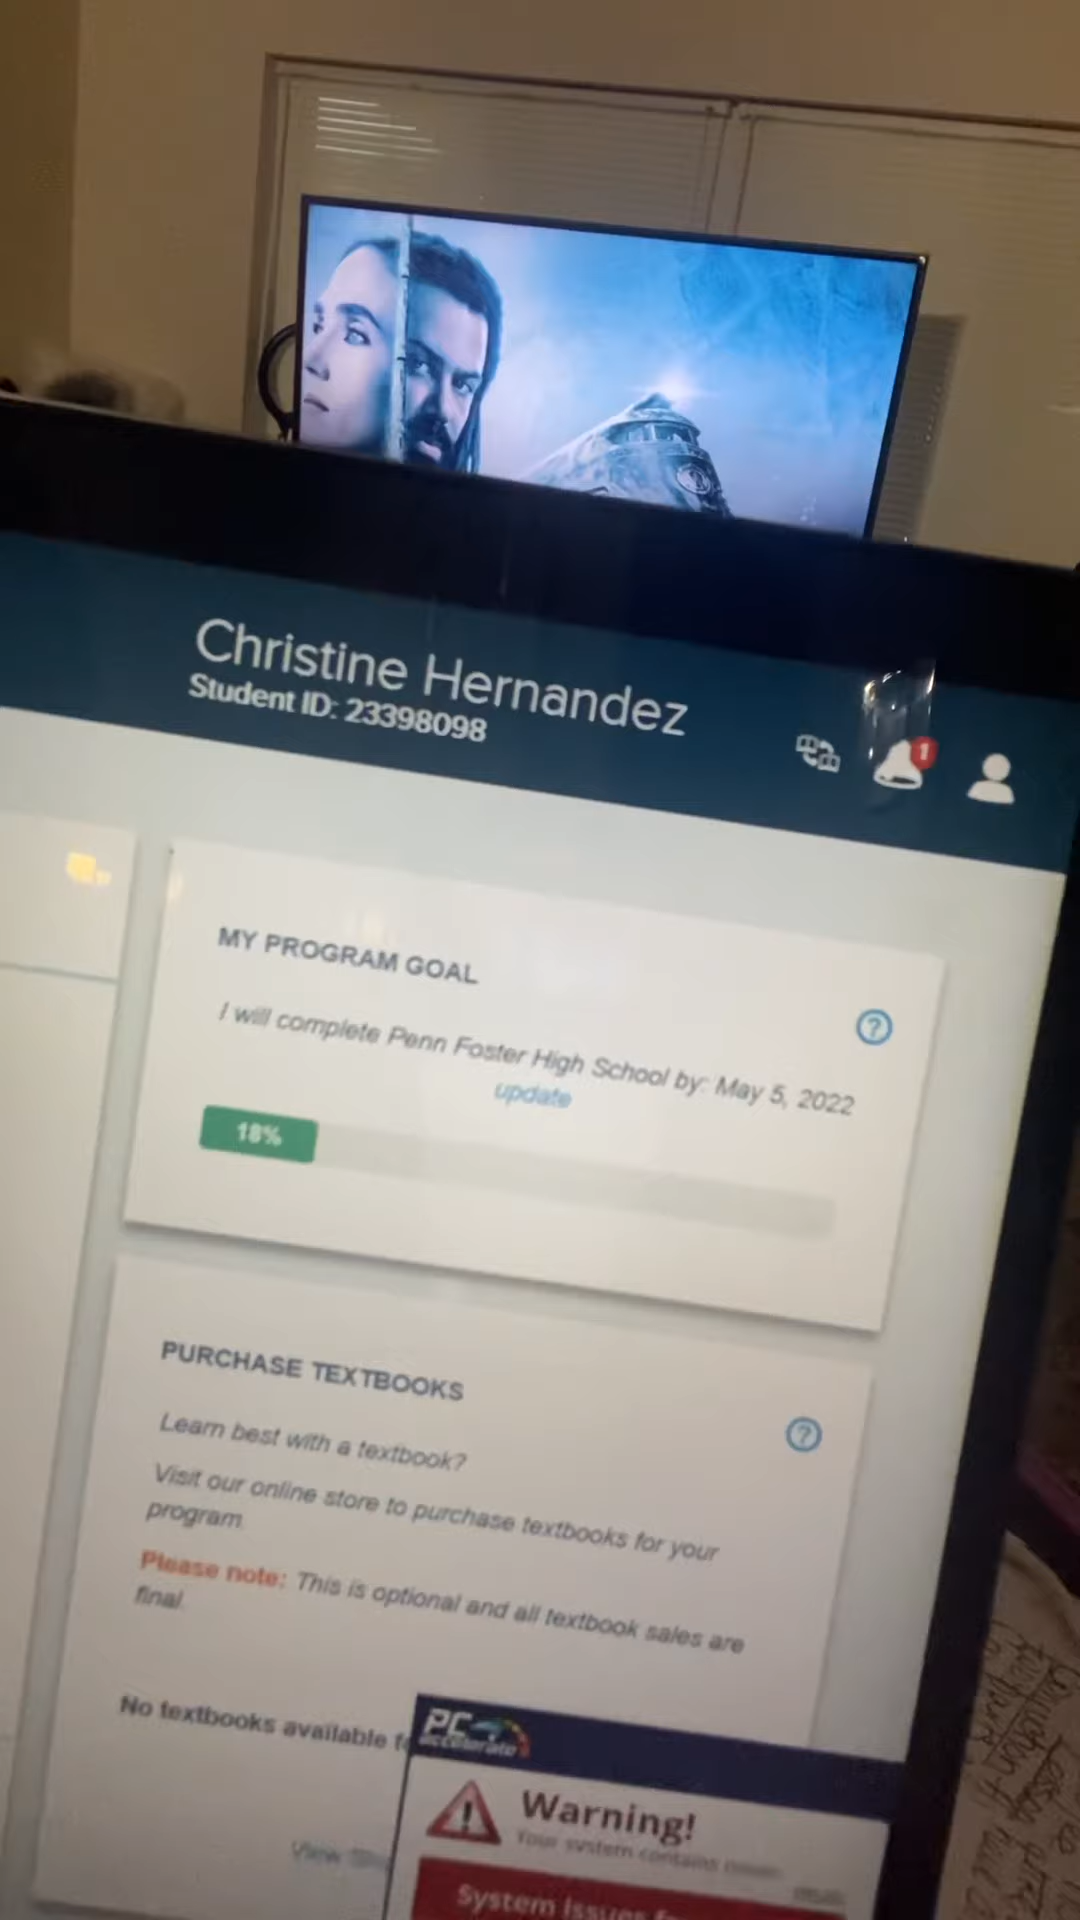 Christine Hernandez
Student ID: 23398098
1
MY PROGRAM GOAL
?
I will complete Penn Foster High School by: May 5, 2022
update
18%
PURCHASE TEXTBOOKS
?
Learn best with a textbook?
Visit our online store to purchase textbooks for your
program.
Please note: This is optional and all textbook sales are
final.
No textbooks available
View
PC
accelerate
Warning!
Your system contains
System Issues